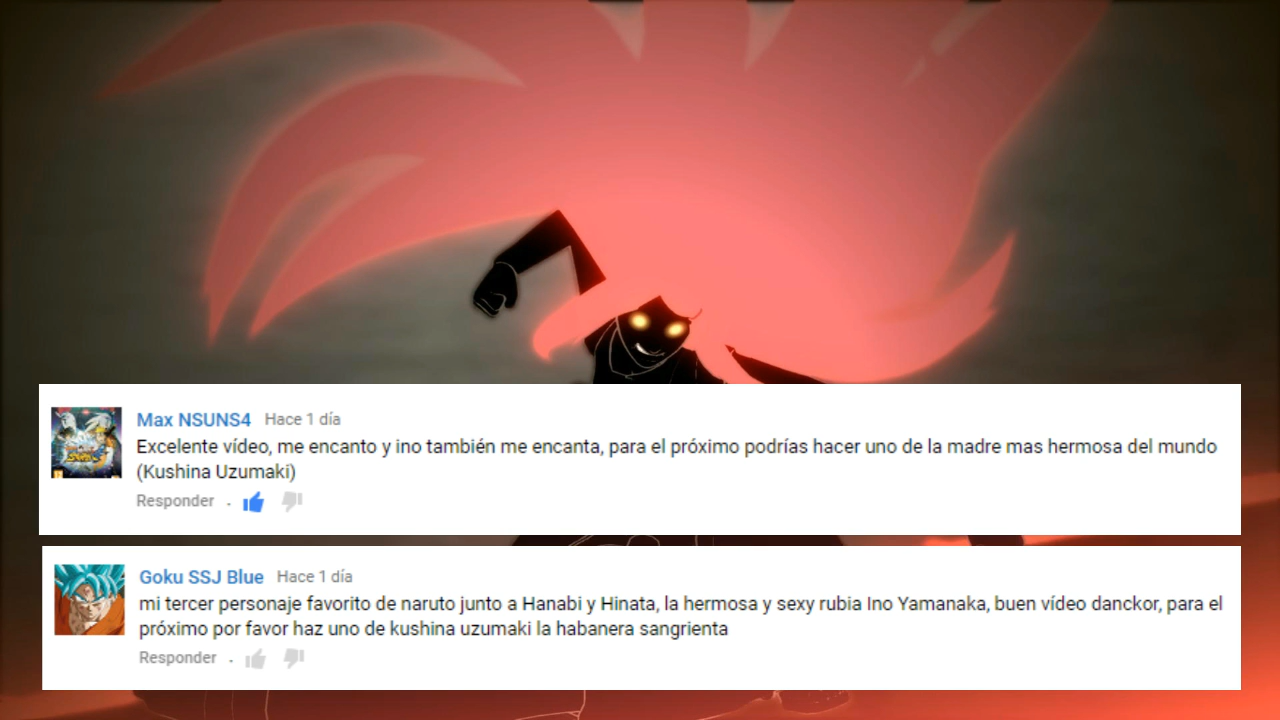 Max NSUNS4 Hace 1 día
Excelente vídeo, me encanto y ino también me encanta, para el próximo podrías hacer uno de la madre mas hermosa del mundo
(Kushina Uzumaki)
Responder .
Goku SSJ Blue Hace 1 día
mi tercer personaje favorito de naruto junto a Hanabi y Hinata, la hermosa y sexy rubia Ino Yamanaka, buen vídeo danckor, para el
próximo por favor haz uno de kushina uzumaki la habanera sangrienta
Responder .